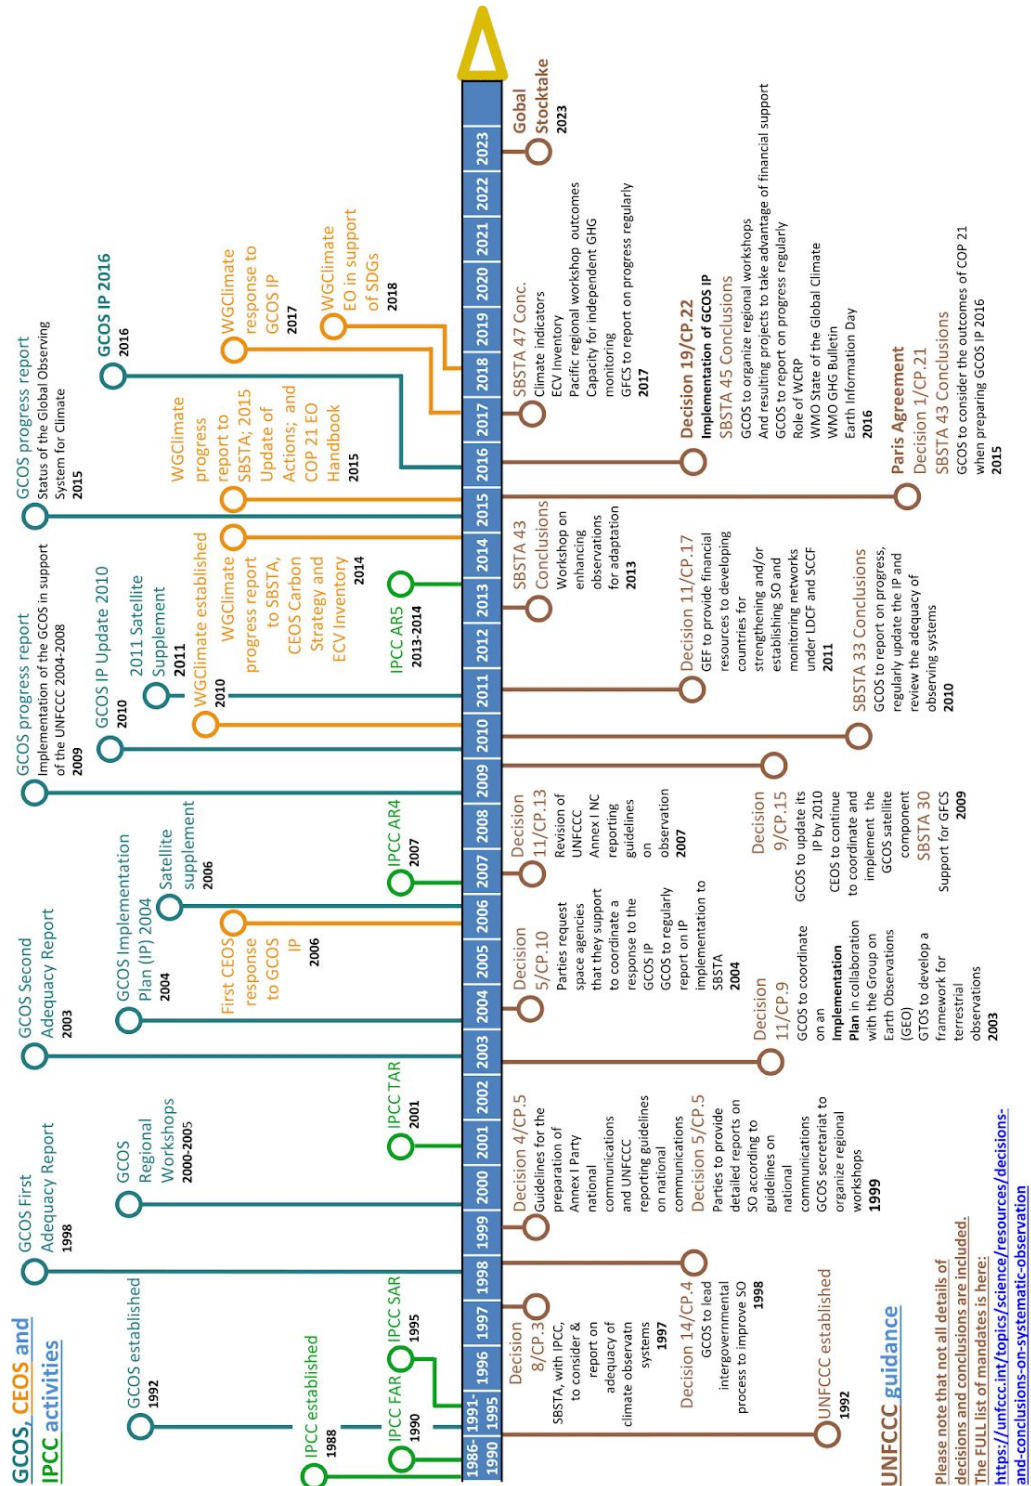 GCOS, CEOS and
IPCC activities
IPCC established
1988
IPCC FAR
1990
GCOS established
1992
IPCC SAR
1995
GCOS First
Adequacy Report
1998
GCOS
Regional
Workshops
2000-2005
IPCC TAR
2001
GCOS Second
Adequacy Report
2003
GCOS Implementation
Plan (IP) 2004
2004
First CEOS
response
to GCOS
IP
2006
Satellite
supplement
2006
IPCC AR4
2007
GCOS progress report
Implementation of the GCOS in support
of the UNFCCC 2004-2008
2009
GCOS IP Update 2010
2010
WGClimate established
2010
2011 Satellite
Supplement
2011
IPCC AR5
2013-2014
WGClimate
progress report
to SBSTA,
CEOS Carbon
Strategy and
ECV Inventory
2014
GCOS progress report
Status of the Global Observing
System for Climate
2015
WGClimate
progress
report to
SBSTA; 2015
Update of
Actions; and
COP 21 EO
Handbook
2015
GCOS IP 2016
2016
WGClimate
response to
GCOS IP
2017
WGClimate
EO in support
of SDGs
2018
1986-
1990
1991-
1995
1996
1997
1998
1999
2000
2001
2002
2003
2004
2005
2006
2007
2008
2009
2010
2011
2012
2013
2014
2015
2016
2017
2018
2019
2020
2021
2022
2023
UNFCCC established
1992
Decision
8/CP.3
SBSTA, with IPCC,
to consider &
report on
adequacy of
climate observatn
systems
1997
Decision 14/CP.4
GCOS to lead
intergovernmental
process to improve SO
1998
Decision 4/CP.5
Guidelines for the
preparation of
Annex I Party
national
communications
and UNFCCC
reporting guidelines
on national
communications
Decision 5/CP.5
Parties to provide
detailed reports on
SO according to
guidelines on
national
communications
GCOS secretariat to
organize regional
workshops
1999
Decision
11/CP.9
GCOS to coordinate
on an
Implementation
Plan in collaboration
with the Group on
Earth Observations
(GEO)
GTOS to develop a
framework for
terrestrial
observations
2003
Decision
5/CP.10
Parties request
space agencies
that they support
to coordinate a
response to the
GCOS IP
GCOS to regularly
report on IP
implementation to
SBSTA
2004
Decision
11/CP.13
Revision of
UNFCCC
Annex I NC
reporting
guidelines
on
observation
2007
Decision
9/CP.15
GCOS to update its
IP by 2010
CEOS to continue
to coordinate and
implement the
GCOS satellite
component
SBSTA 30
Support for GFCS
2009
SBSTA 33 Conclusions
GCOS to report on progress,
regularly update the IP and
review the adequacy of
observing systems
2010
Decision 11/CP.17
GEF to provide financial
resources to developing
countries for
strengthening and/or
establishing SO and
monitoring networks
under LDCF and SCCF
2011
SBSTA 43
Conclusions
Workshop on
enhancing
observations
for adaptation
2013
Paris Agreement
Decision 1/CP.21
SBSTA 43 Conclusions
GCOS to consider the outcomes of COP 21
when preparing GCOS IP 2016
2015
Decision 19/CP.22
Implementation of GCOS IP
SBSTA 45 Conclusions
GCOS to organize regional workshops
And resulting projects to take advantage of financial support
GCOS to report on progress regularly
Role of WCRP
WMO State of the Global Climate
WMO GHG Bulletin
Earth Information Day
2016
SBSTA 47 Conc.
Climate indicators
ECV Inventory
Pacific regional workshop outcomes
Capacity for independent GHG
monitoring
GFCS to report on progress regularly
2017
Gobal
Stocktake
2023
UNFCCC guidance
Please note that not all details of
decisions and conclusions are included.
The FULL list of mandates is here:
https://unfccc.int/topics/science/resources/decisions-
and-conclusions-on-systematic-observation